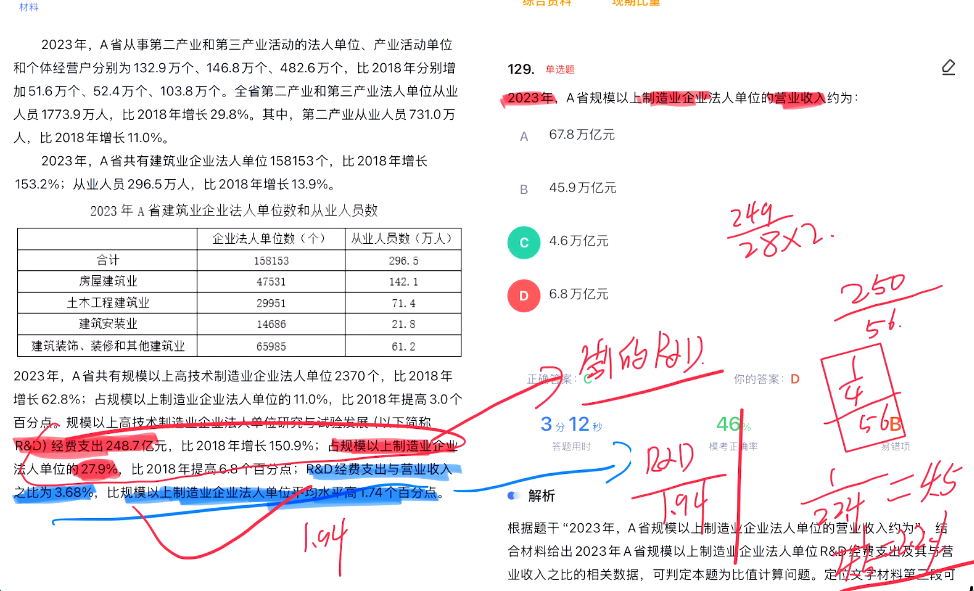 材料
2023年，A省从事第二产业和第三产业活动的法人单位、产业活动单位
和个体经营户分别为132.9万个、146.8万个、482.6万个，比2018年分别增
加51.6万个、52.4万个、103.8万个。全省第二产业和第三产业法人单位从业
人员1773.9万人，比2018年增长29.8%。其中，第二产业从业人员731.0万
人，比2018年增长11.0%。
2023年，A省共有建筑业企业法人单位158153个，比2018年增长
153.2%；从业人员296.5万人，比2018年增长13.9%。
2023年A省建筑业企业法人单位数和从业人员数
企业法人单位数（个） 从业人员数（万人）
合计 158153 296.5
房屋建筑业 47531 142.1
土木工程建筑业 29951 71.4
建筑安装业 14686 21.8
建筑装饰、装修和其他建筑业 65985 61.2
2023年，A省共有规模以上高技术制造业企业法人单位2370个，比2018年
增长62.8%；占规模以上制造业的11.0%，比2018年提高3.0个
百分点。规模以上高技术制造业企业法人单位研究与试验发展（以下简称
R&D）经费支出248.7亿元，比2018年增长150.9%；占规模以上制造业企业
法人单位的27.9%，比2018年提高6.8个百分点；R&D经费支出与营业收入
之比为3.68%，比规模以上制造业企业法人单位平均水平高1.74个百分点。
1.94
综合资料 现期比重
129. 单选题
2023年，A省规模以上制造业企业法人单位的营业收入约为：
A 67.8万亿元
B 45.9万亿元
C 4.6万亿元
D 6.8万亿元
249
28×2.
250
56.
的R&D.
正确答案：C 你的答案：D
1
4
56
3分12秒 46% B
答题用时 模考正确率 易错项
R&D
1.94
1
224
=4.5
解析
根据题干“2023年，A省规模以上制造业企业法人单位的营业收入约为”，结
合材料给出2023年A省规模以上制造业企业法人单位R&D经费支出及其与营
业收入之比的相关数据，可判定本题为比值计算问题。定位文字材料第三段可